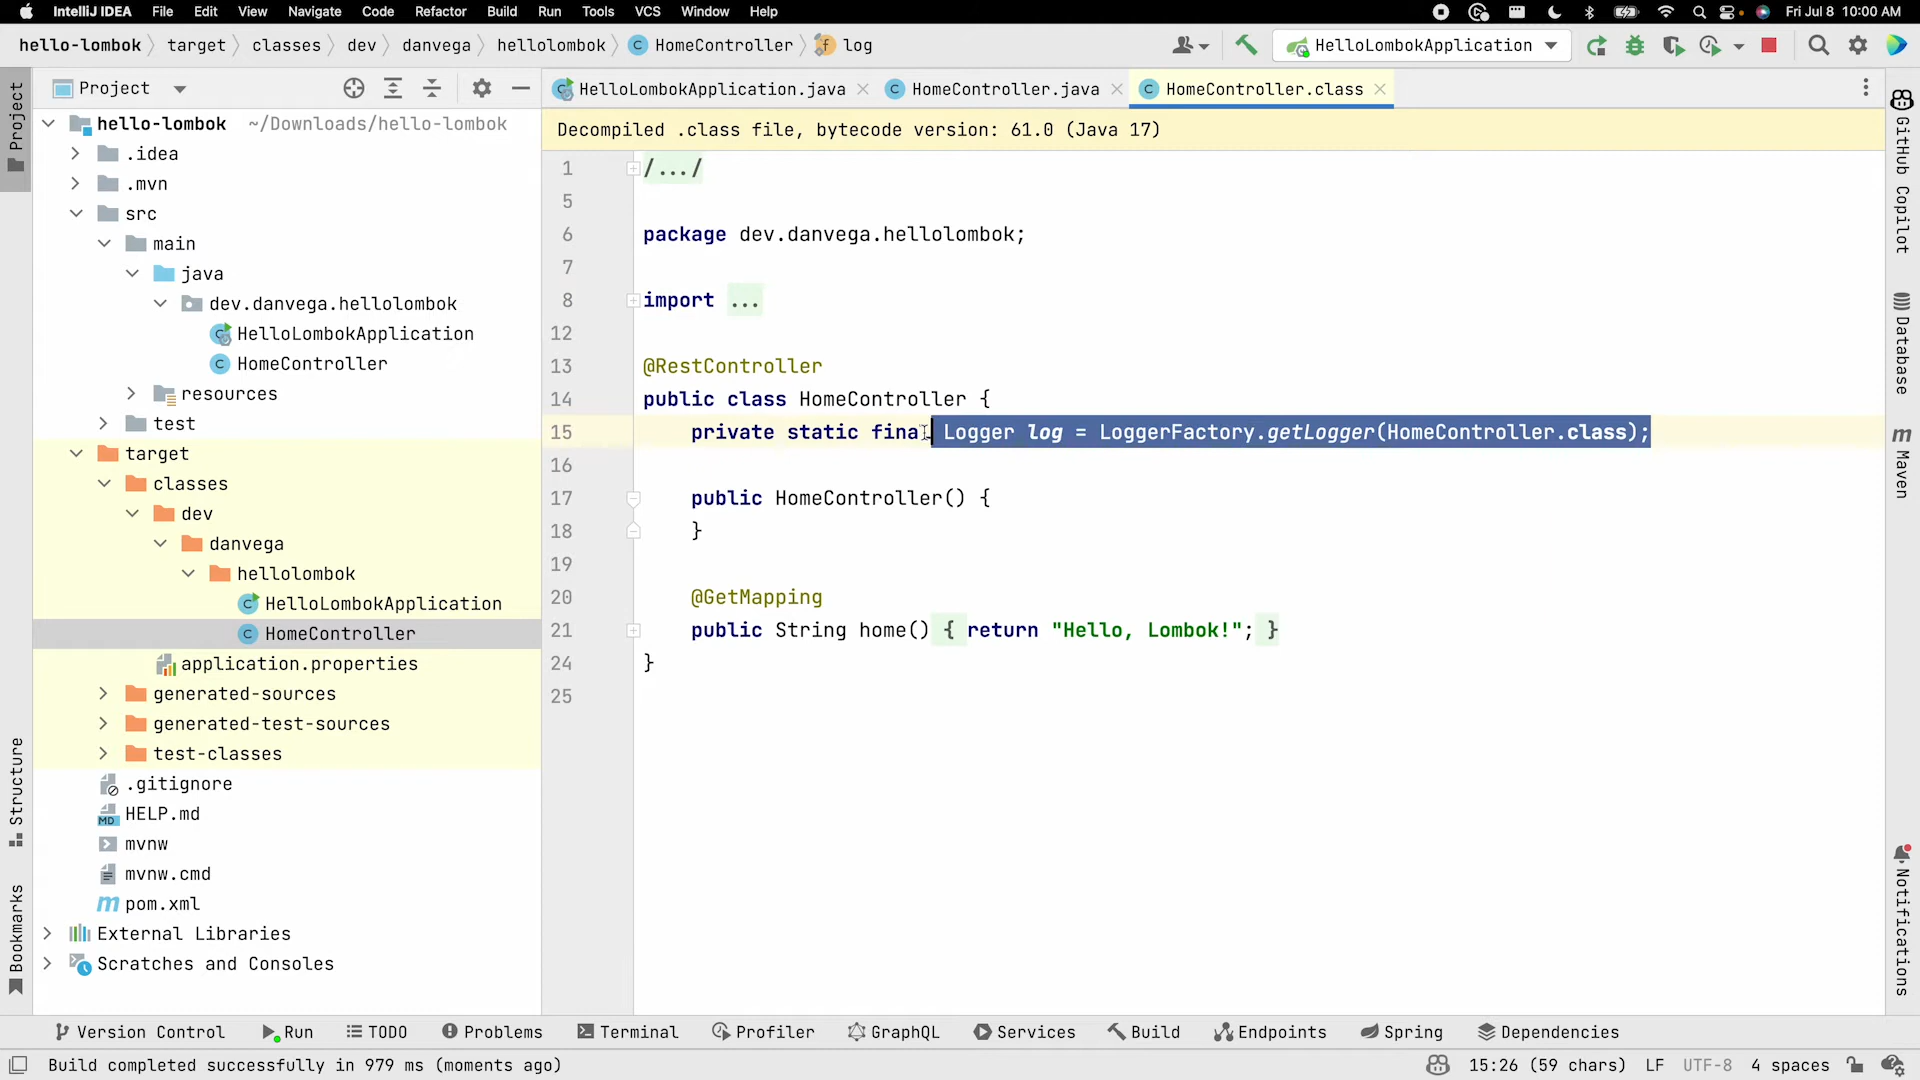 IntelliJ IDEA File Edit View Navigate Code Refactor Build Run Tools VCS Window Help Fri Jul 8 10:00 AM
hello-lombok target classes dev danvega hellolombok HomeController log HelloLombokApplication
Project
HelloLombokApplication.java HomeController.java HomeController.class
Decompiled .class file, bytecode version: 61.0 (Java 17)
Project
Structure
Bookmarks
hello-lombok ~/Downloads/hello-lombok
.idea
.mvn
src
main
java
dev.danvega.hellolombok
HelloLombokApplication
HomeController
resources
test
target
classes
dev
danvega
hellolombok
HelloLombokApplication
HomeController
application.properties
generated-sources
generated-test-sources
test-classes
.gitignore
HELP.md
mvnw
mvnw.cmd
pom.xml
External Libraries
Scratches and Consoles
1 /.../
5
6 package dev.danvega.hellolombok;
7
8 import ...
12
13 @RestController
14 public class HomeController {
15 private static final Logger log = LoggerFactory.getLogger(HomeController.class);
16
17 public HomeController() {
18 }
19
20 @GetMapping
21 public String home() { return "Hello, Lombok!"; }
24 }
25
GitHub Copilot
Database
Maven
Notifications
Version Control Run TODO Problems Terminal Profiler GraphQL Services Build Endpoints Spring Dependencies
Build completed successfully in 979 ms (moments ago) 15:26 (59 chars) LF UTF-8 4 spaces